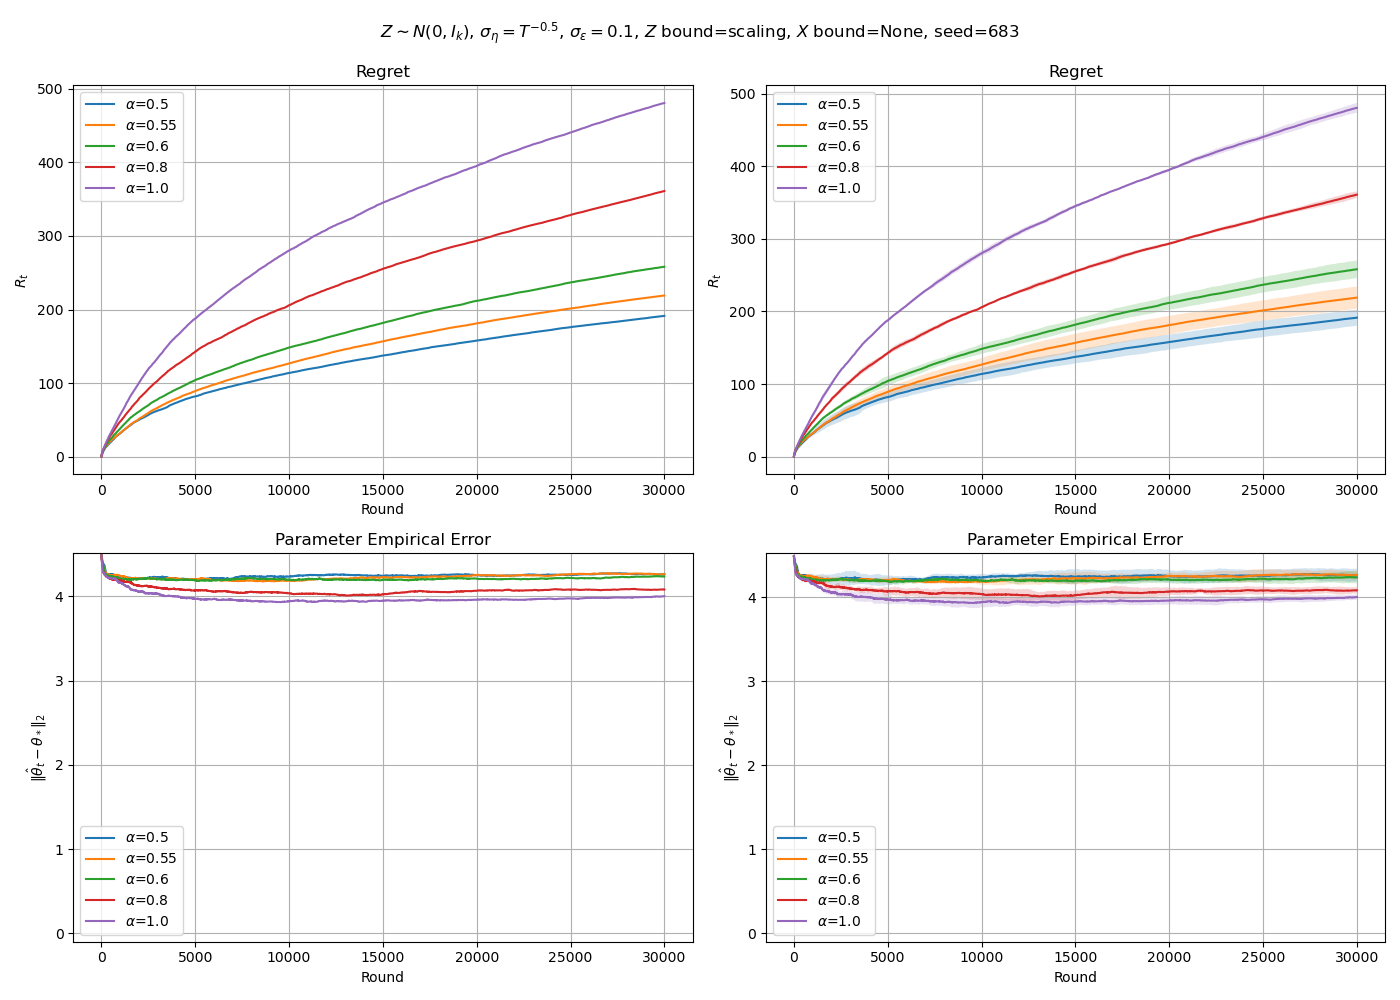 Z ∼ N(0, I_k), σ_η = T^{−0.5}, σ_ε = 0.1, Z bound=scaling, X bound=None, seed=683
Regret
α=0.5
α=0.55
α=0.6
α=0.8
α=1.0
500
400
300
200
100
0
R_t
0 5000 10000 15000 20000 25000 30000
Round
Regret
α=0.5
α=0.55
α=0.6
α=0.8
α=1.0
500
400
300
200
100
0
R_t
0 5000 10000 15000 20000 25000 30000
Round
Parameter Empirical Error
4
3
2
1
0
‖θ̂_t − θ_*‖_2
α=0.5
α=0.55
α=0.6
α=0.8
α=1.0
0 5000 10000 15000 20000 25000 30000
Round
Parameter Empirical Error
4
3
2
1
0
‖θ̂_t − θ_*‖_2
α=0.5
α=0.55
α=0.6
α=0.8
α=1.0
0 5000 10000 15000 20000 25000 30000
Round